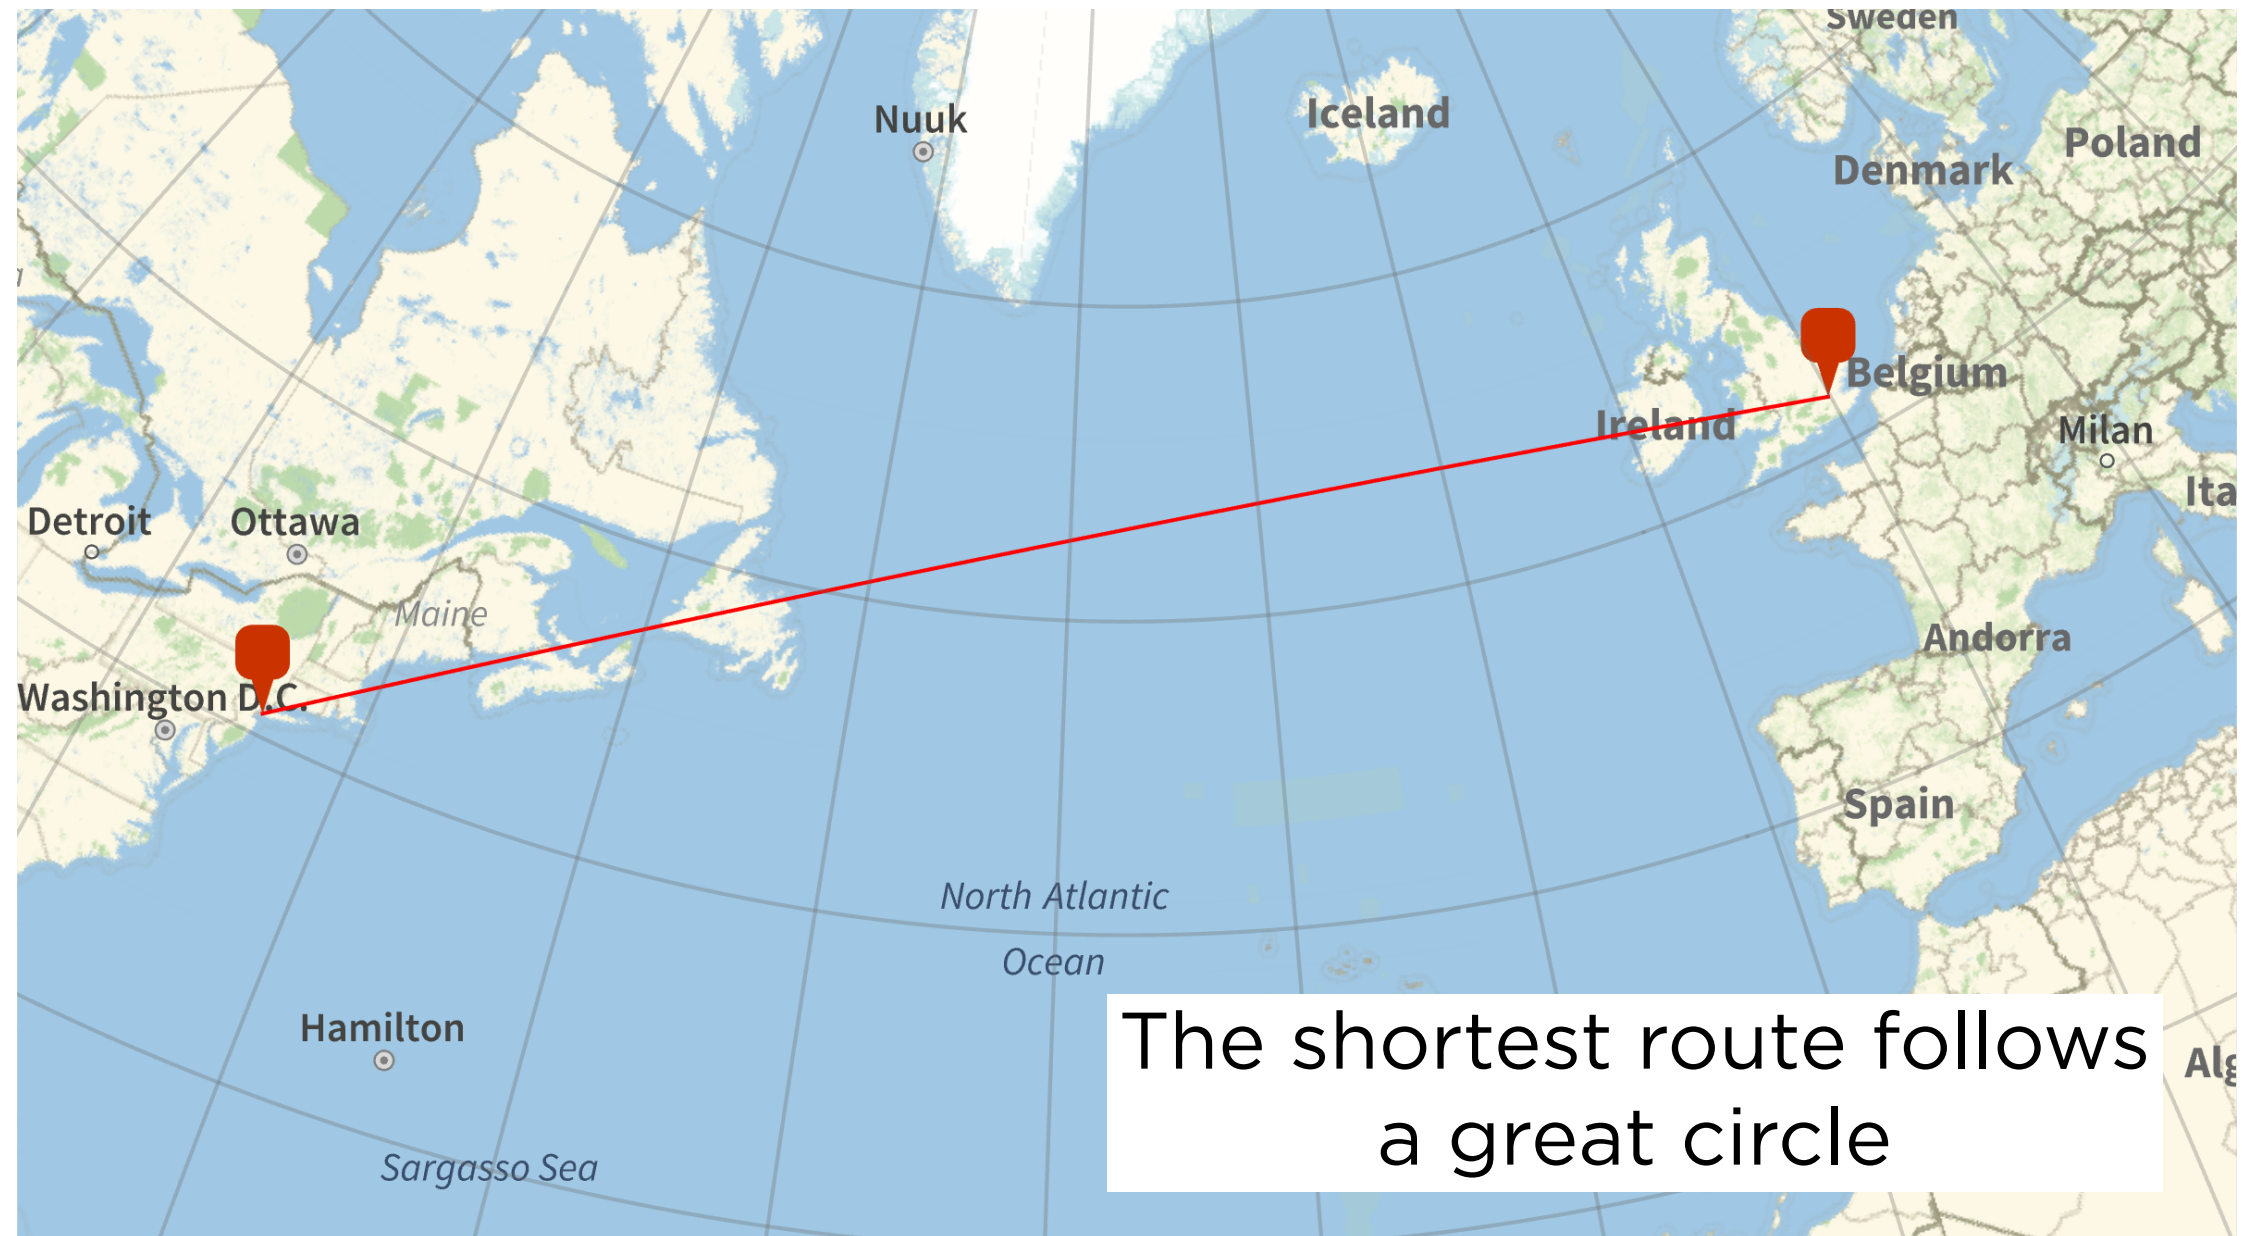 Sweden
Nuuk
Iceland
Poland
Denmark
Belgium
Ireland
Milan
Ita
Detroit
Ottawa
Maine
Andorra
Washington D.C.
Spain
North Atlantic
Ocean
Hamilton
The shortest route follows
a great circle
Alg
Sargasso Sea